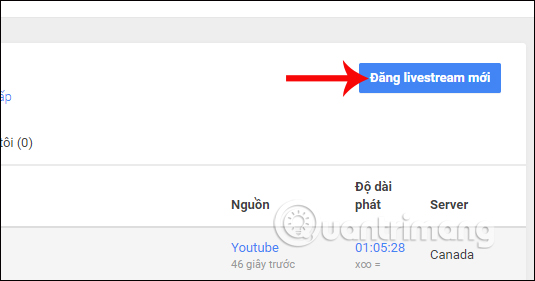 Đăng livestream mới
ấp
tôi (0)
Nguồn
Độ dài
phát
Server
Youtube
01:05:28
Canada
46 giây trước
xoo =
Quantrimang